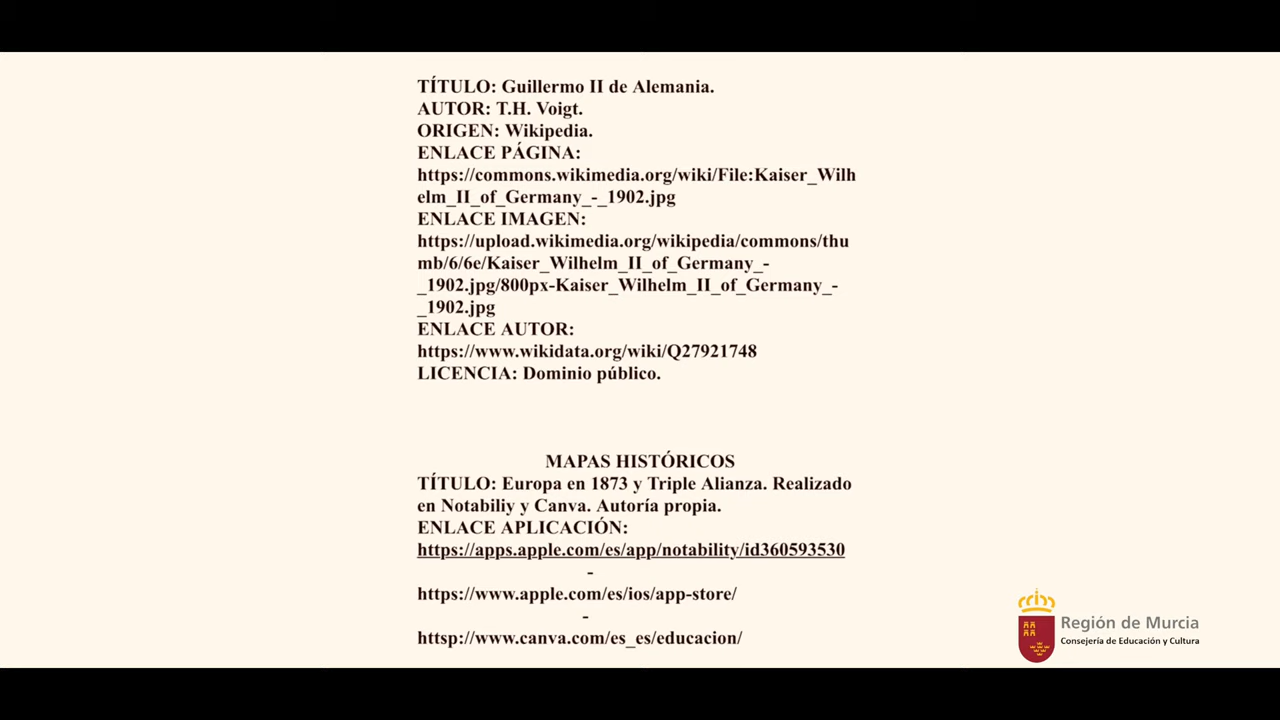 TÍTULO: Guillermo II de Alemania.
AUTOR: T.H. Voigt.
ORIGEN: Wikipedia.
ENLACE PÁGINA:
https://commons.wikimedia.org/wiki/File:Kaiser_Wilh
elm_II_of_Germany_-_1902.jpg
ENLACE IMAGEN:
https://upload.wikimedia.org/wikipedia/commons/thu
mb/6/6e/Kaiser_Wilhelm_II_of_Germany_-
_1902.jpg/800px-Kaiser_Wilhelm_II_of_Germany_-
_1902.jpg
ENLACE AUTOR:
https://www.wikidata.org/wiki/Q27921748
LICENCIA: Dominio público.
MAPAS HISTÓRICOS
TÍTULO: Europa en 1873 y Triple Alianza. Realizado
en Notabiliy y Canva. Autoría propia.
ENLACE APLICACIÓN:
https://apps.apple.com/es/app/notability/id360593530
-
https://www.apple.com/es/ios/app-store/
-
httsp://www.canva.com/es_es/educacion/
Región de Murcia
Consejería de Educación y Cultura